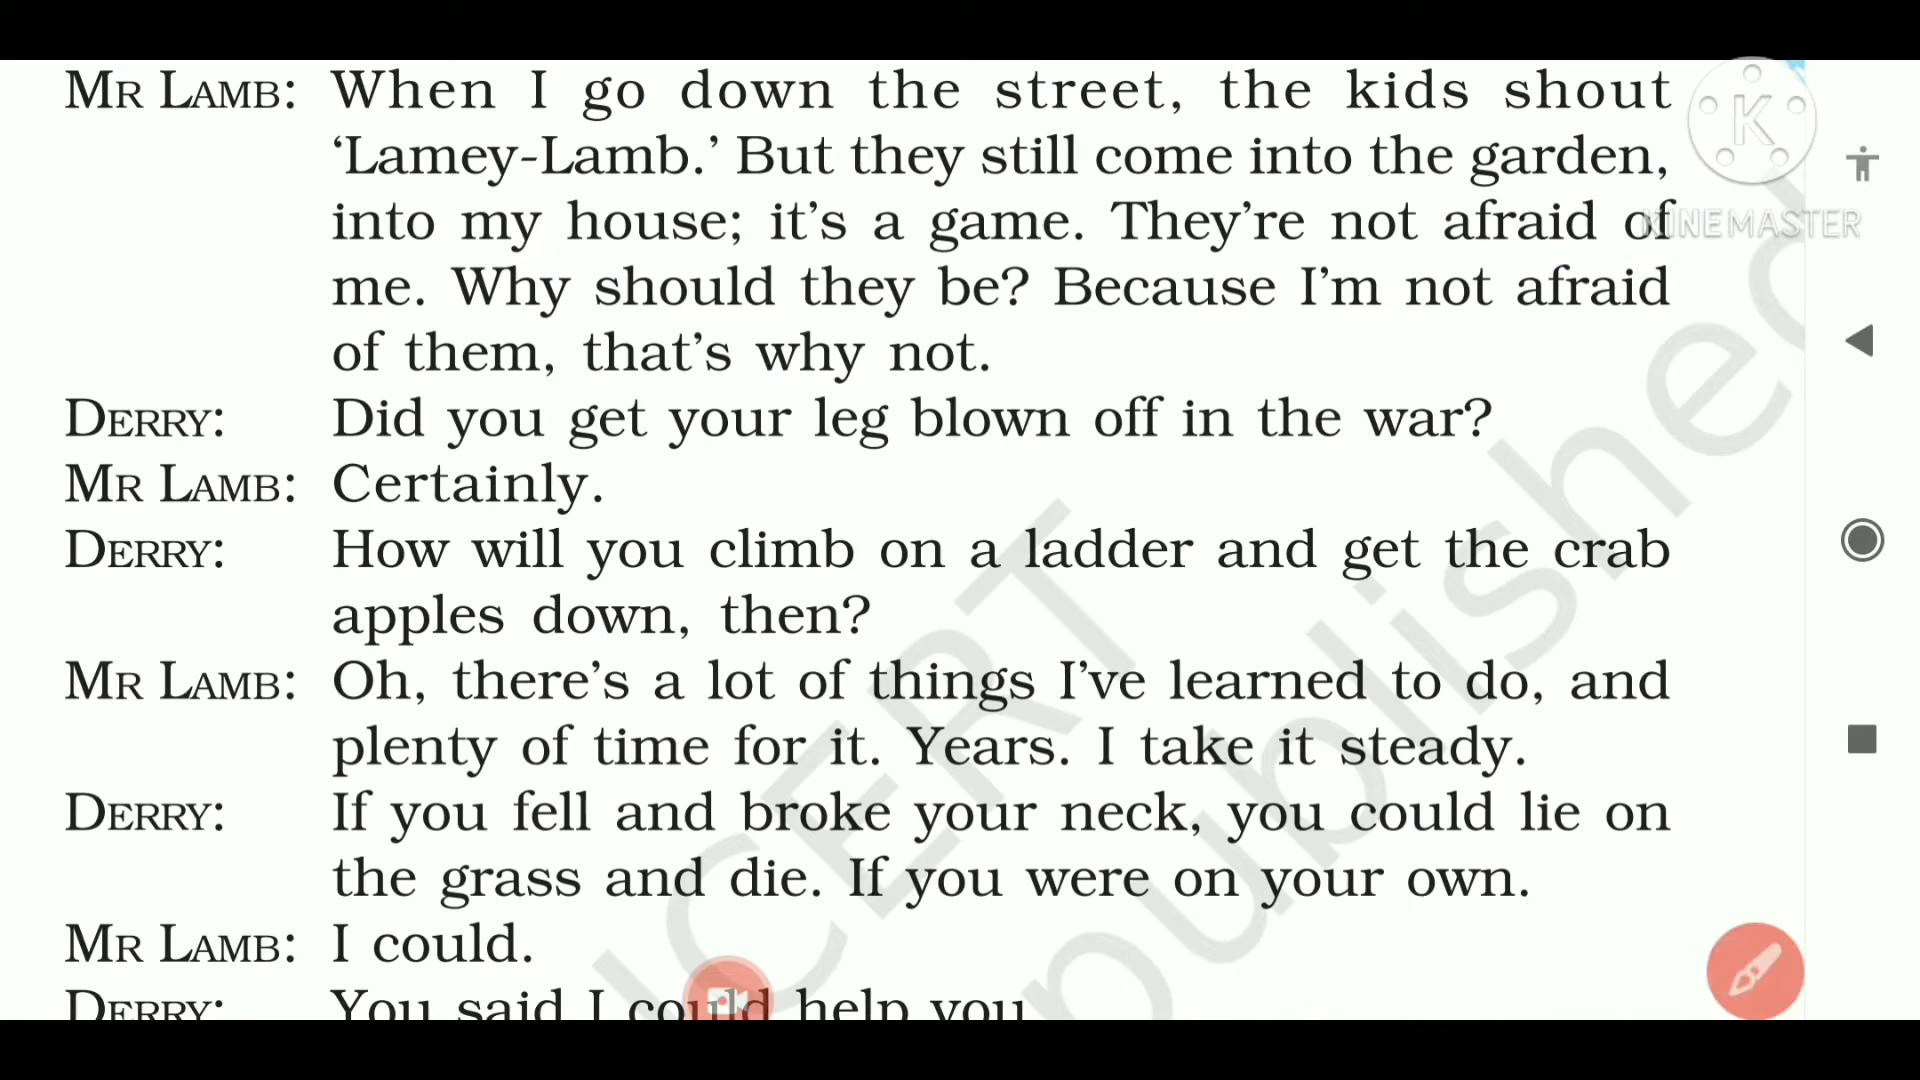 MR LAMB: When I go down the street, the kids shout
‘Lamey-Lamb.’ But they still come into the garden,
into my house; it’s a game. They’re not afraid of
me. Why should they be? Because I’m not afraid
of them, that’s why not.
DERRY: Did you get your leg blown off in the war?
MR LAMB: Certainly.
DERRY: How will you climb on a ladder and get the crab
apples down, then?
MR LAMB: Oh, there’s a lot of things I’ve learned to do, and
plenty of time for it. Years. I take it steady.
DERRY: If you fell and broke your neck, you could lie on
the grass and die. If you were on your own.
MR LAMB: I could.
DERRY: You said I could help you
K
KINEMASTER
NCERT
published